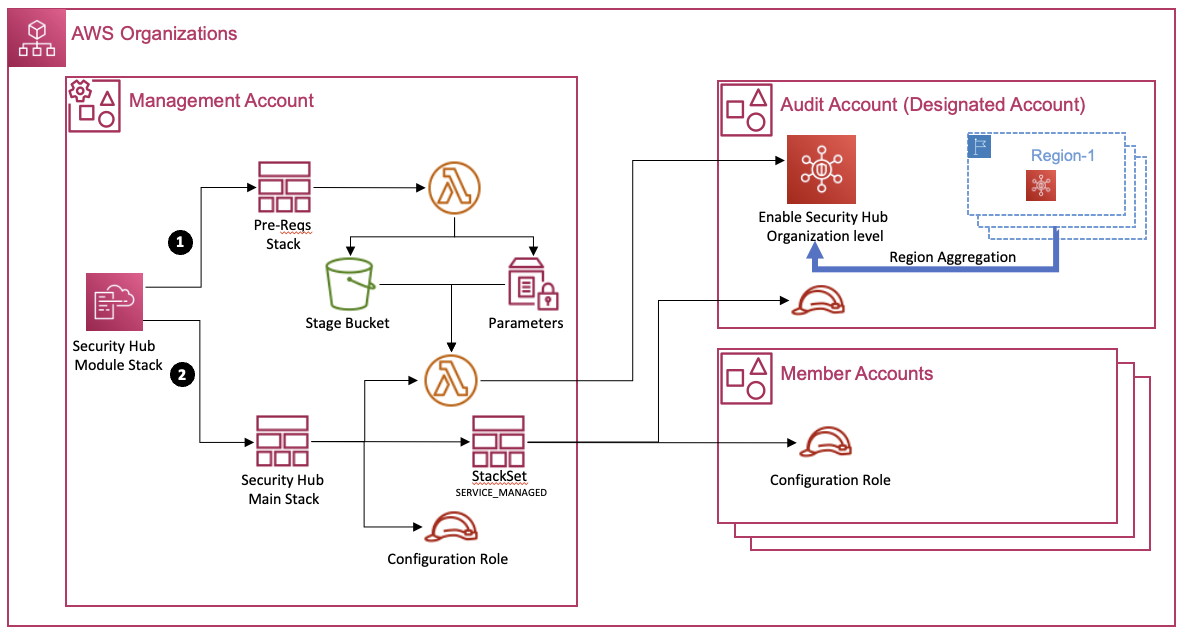 AWS Organizations
Management Account
Pre-Reqs
Stack
1
Stage Bucket
Parameters
Security Hub
Module Stack
2
Security Hub
Main Stack
StackSet
SERVICE_MANAGED
Configuration Role
Audit Account (Designated Account)
Region-1
Enable Security Hub
Organization level
Region Aggregation
Member Accounts
Configuration Role